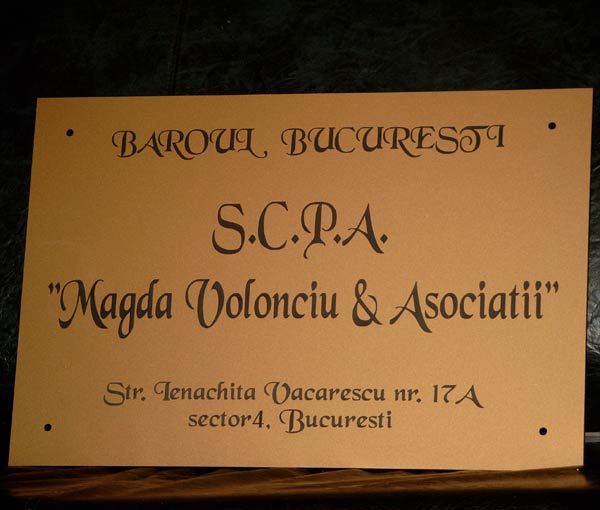 BAROUL BUCURESTI
S.C.P.A.
"Magda Volonciu & Asociatii"
Str. Ienachita Vacarescu nr. 17A
sector4, Bucuresti